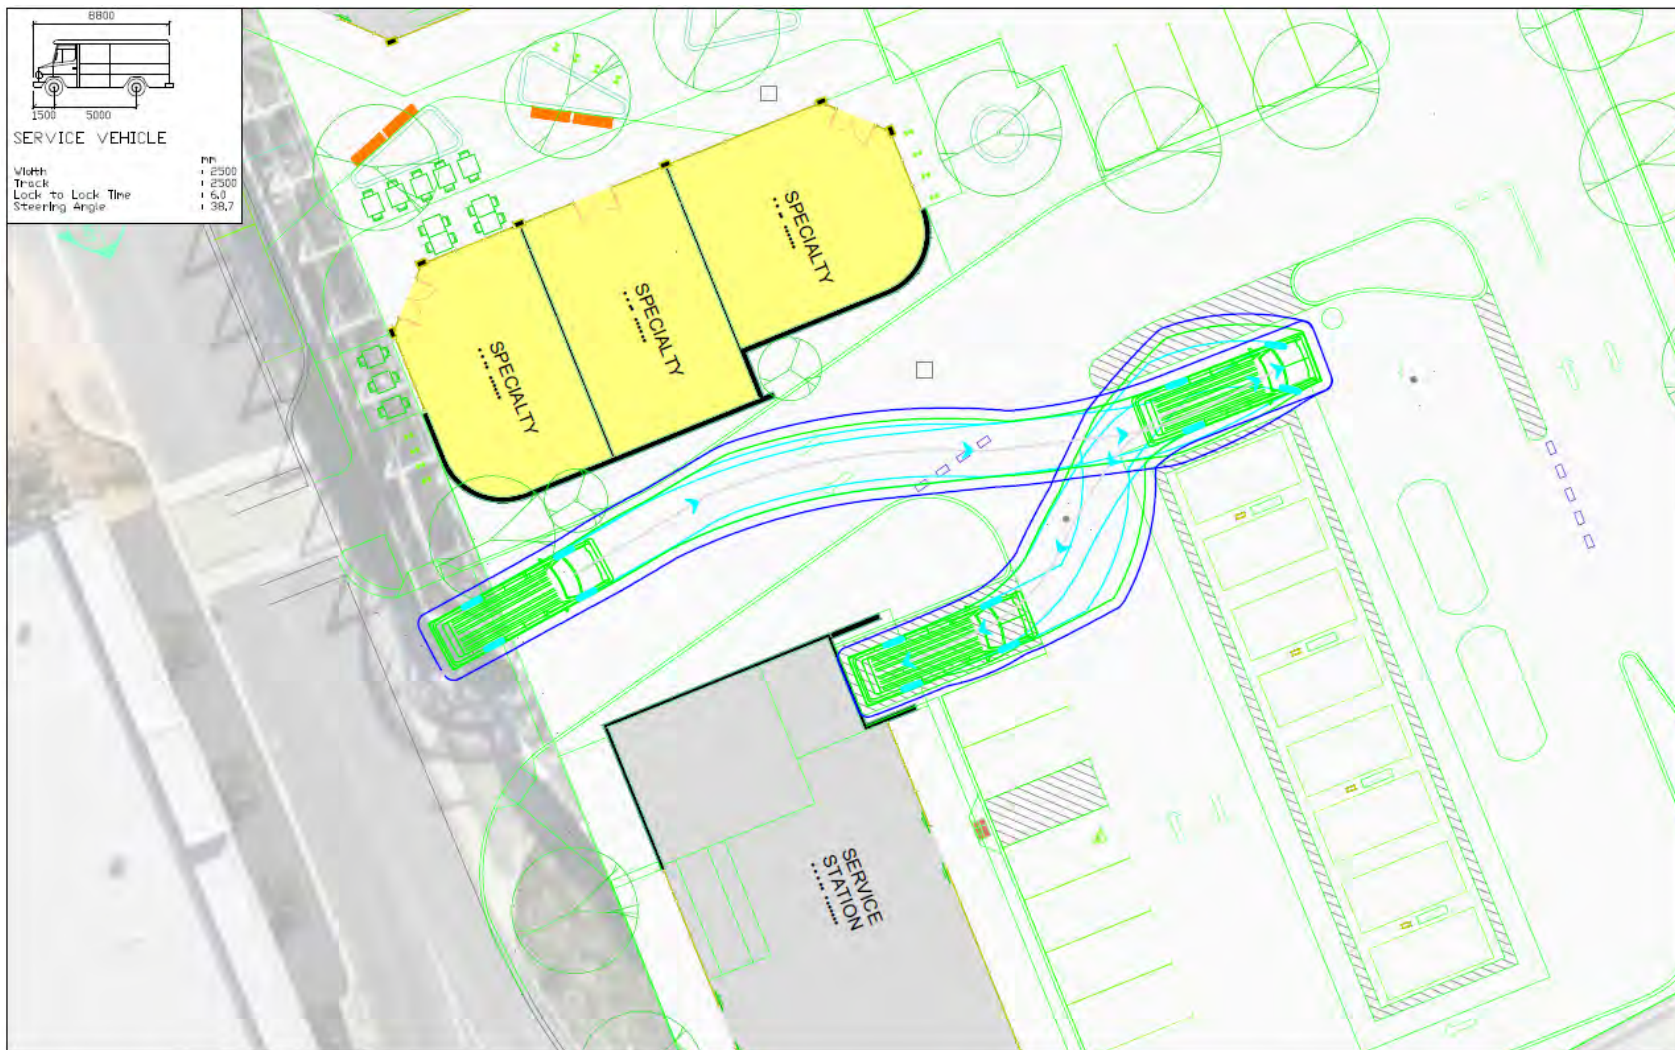 8800
1500
5000
SERVICE VEHICLE
mm
Width : 2500
Track : 2500
Lock to Lock Time : 6.0
Steering Angle : 38.7
SPECIALTY
SPECIALTY
SPECIALTY
SERVICE
STATION